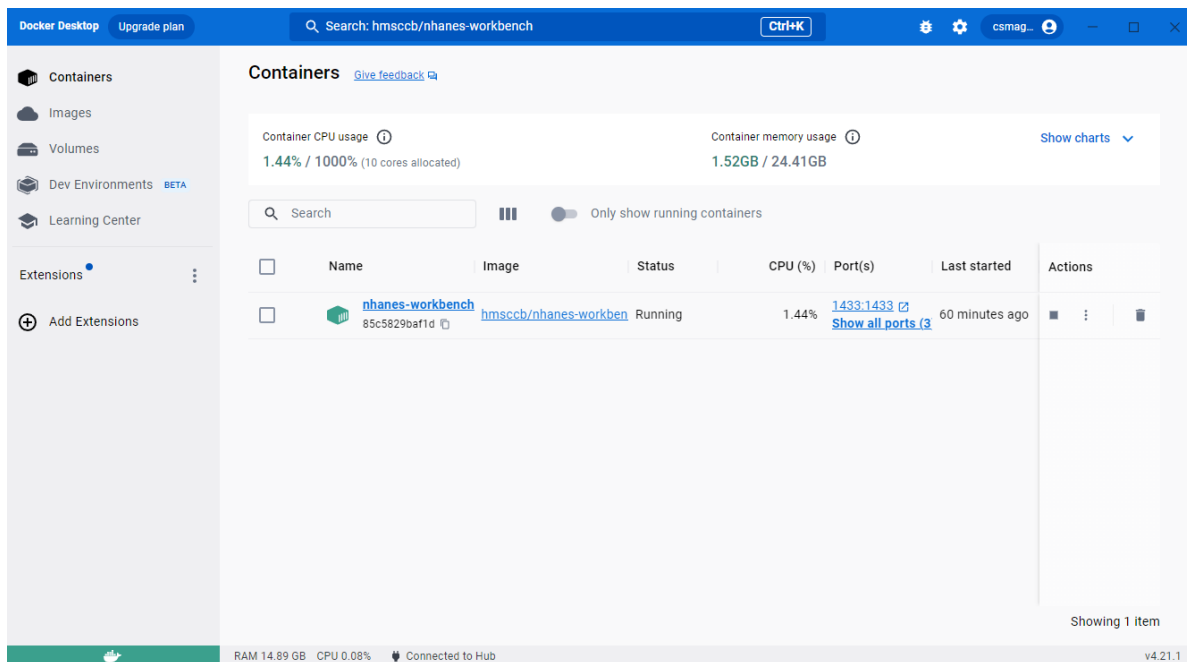 Docker Desktop Upgrade plan Search: hmsccb/nhanes-workbench Ctrl+K csmag...
Containers
Images
Volumes
Dev Environments BETA
Learning Center
Extensions
Add Extensions
Containers Give feedback
Container CPU usage
1.44% / 1000% (10 cores allocated)
Container memory usage
1.52GB / 24.41GB
Show charts
Search Only show running containers
Name Image Status CPU (%) Port(s) Last started Actions
nhanes-workbench
85c5829baf1d
hmsccb/nhanes-workben Running 1.44%
1433:1433
Show all ports (3
60 minutes ago
Showing 1 item
RAM 14.89 GB CPU 0.08% Connected to Hub v4.21.1